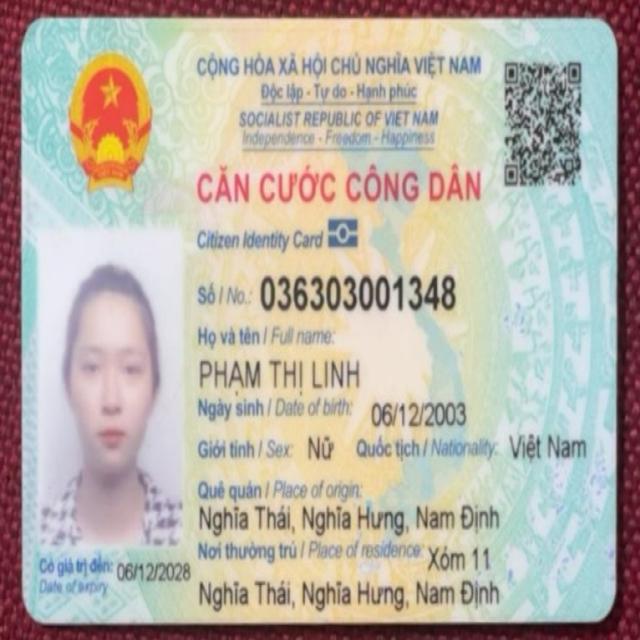 CỘNG HÒA XÃ HỘI CHỦ NGHĨA VIỆT NAM
Độc lập - Tự do - Hạnh phúc
SOCIALIST REPUBLIC OF VIET NAM
Independence - Freedom - Happiness
CĂN CƯỚC CÔNG DÂN
Citizen Identity Card
Số / No.: 036303001348
Họ và tên / Full name:
PHẠM THỊ LINH
Ngày sinh / Date of birth: 06/12/2003
Giới tính / Sex: Nữ Quốc tịch / Nationality: Việt Nam
Quê quán / Place of origin:
Nghĩa Thái, Nghĩa Hưng, Nam Định
Nơi thường trú / Place of residence: Xóm 11
Nghĩa Thái, Nghĩa Hưng, Nam Định
Có giá trị đến: 06/12/2028
Date of expiry